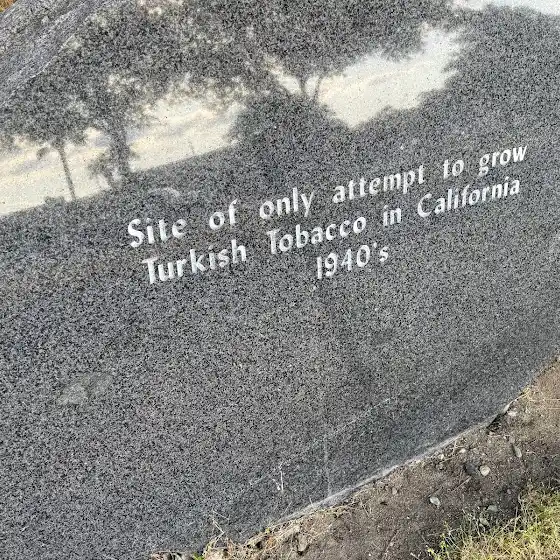 Site of only attempt to grow
Turkish Tobacco in California
1940's